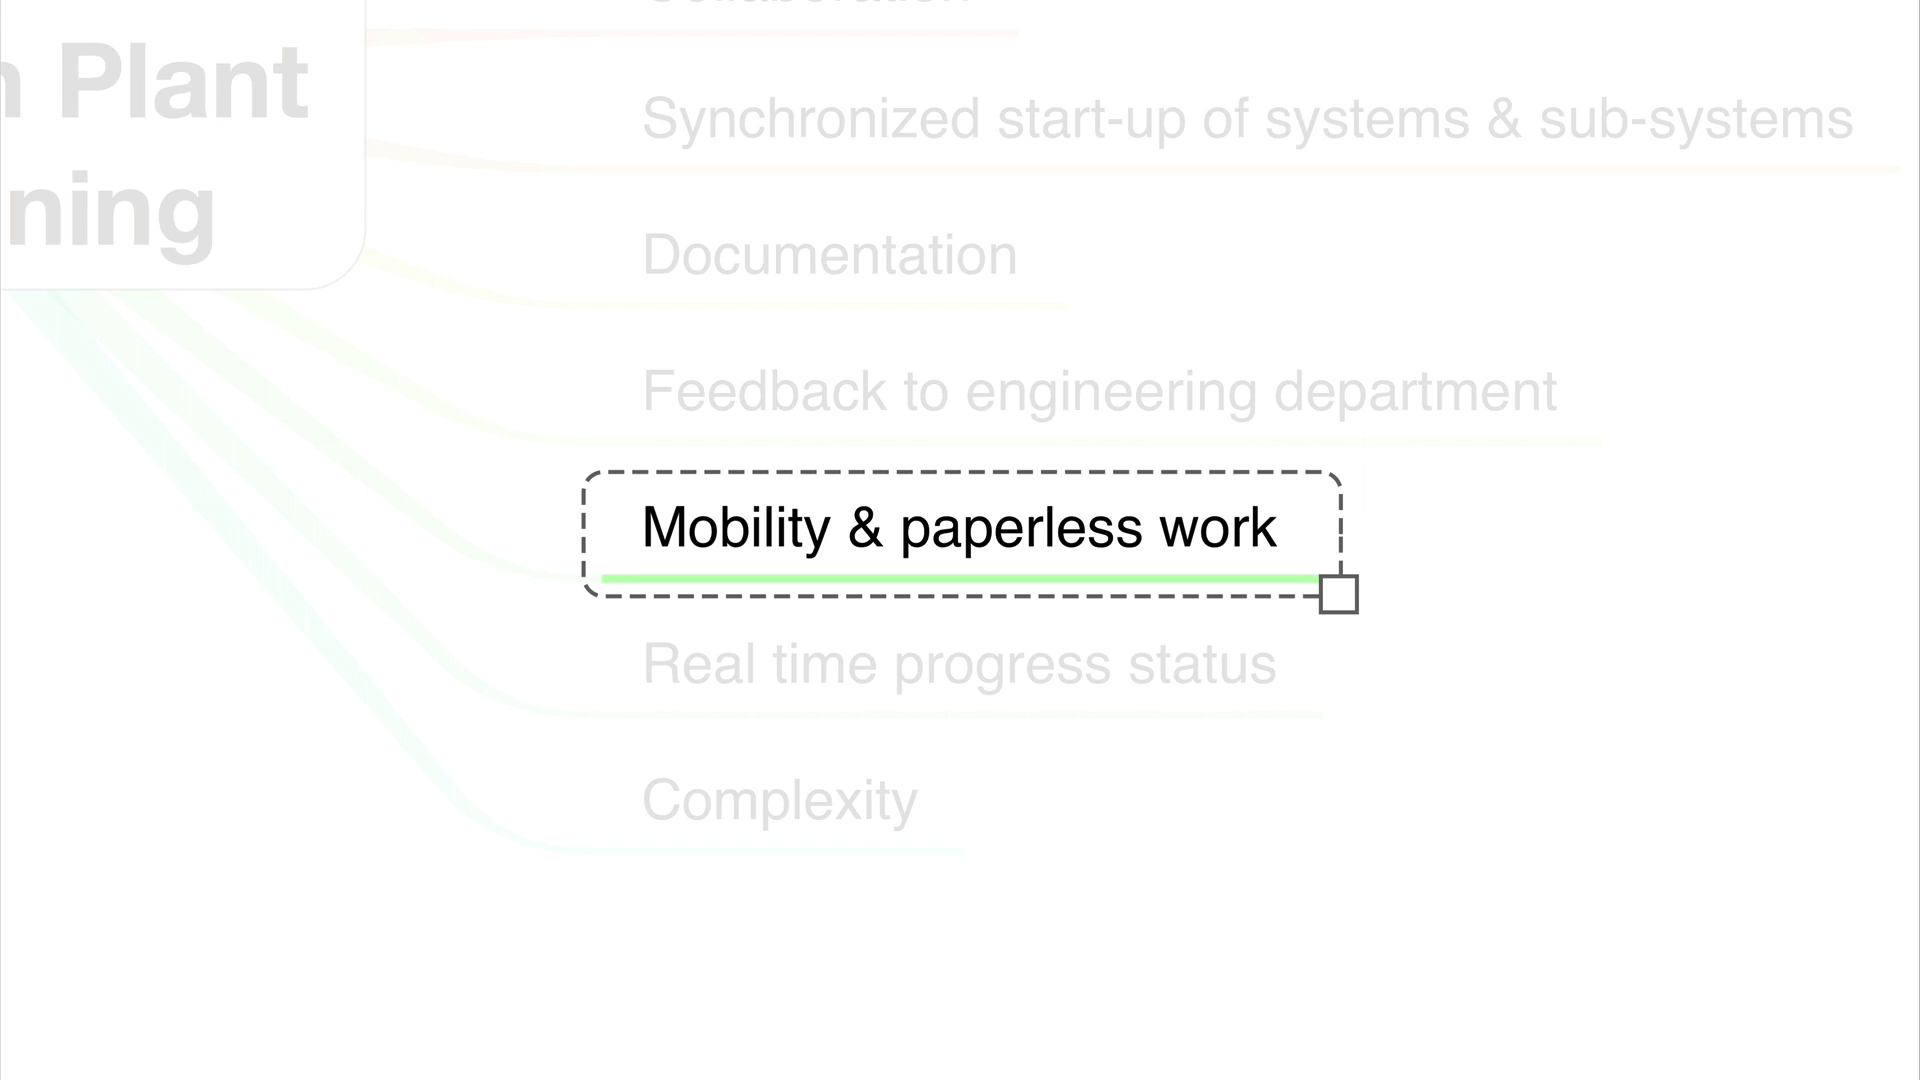 Plant
ning
Synchronized start-up of systems & sub-systems
Documentation
Feedback to engineering department
Mobility & paperless work
Real time progress status
Complexity